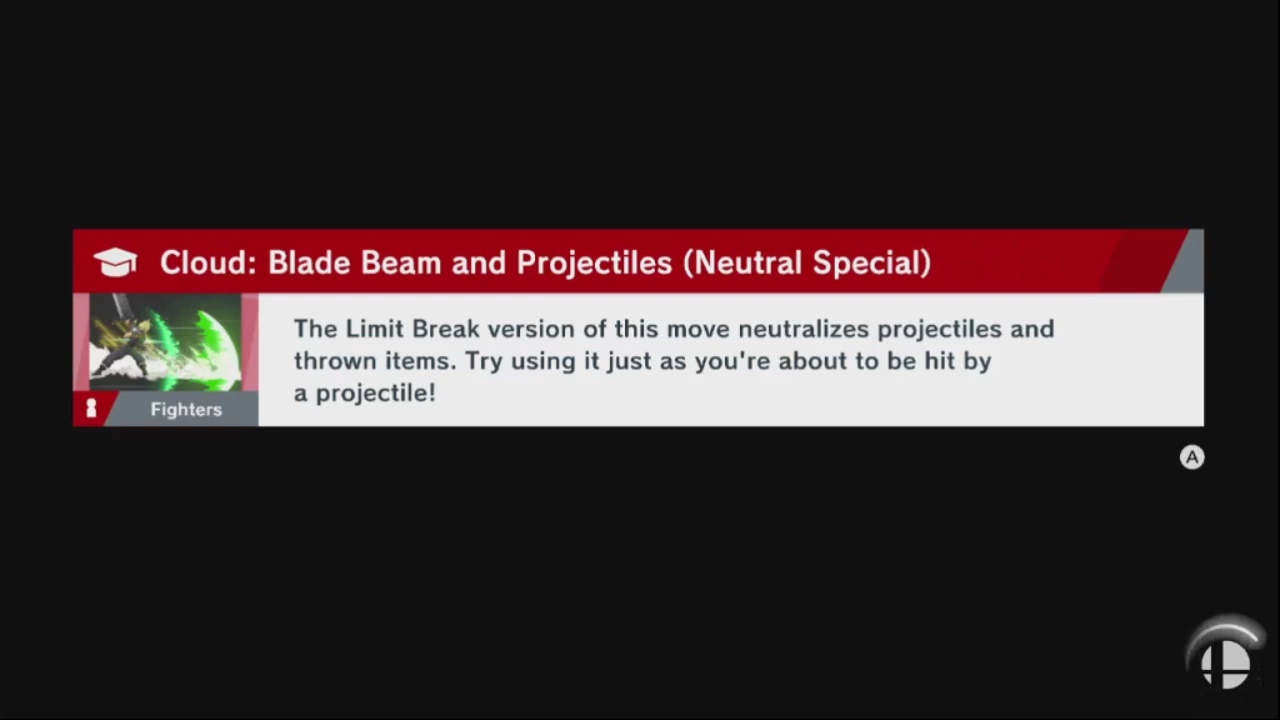 Cloud: Blade Beam and Projectiles (Neutral Special)
The Limit Break version of this move neutralizes projectiles and
thrown items. Try using it just as you're about to be hit by
a projectile!
Fighters
A